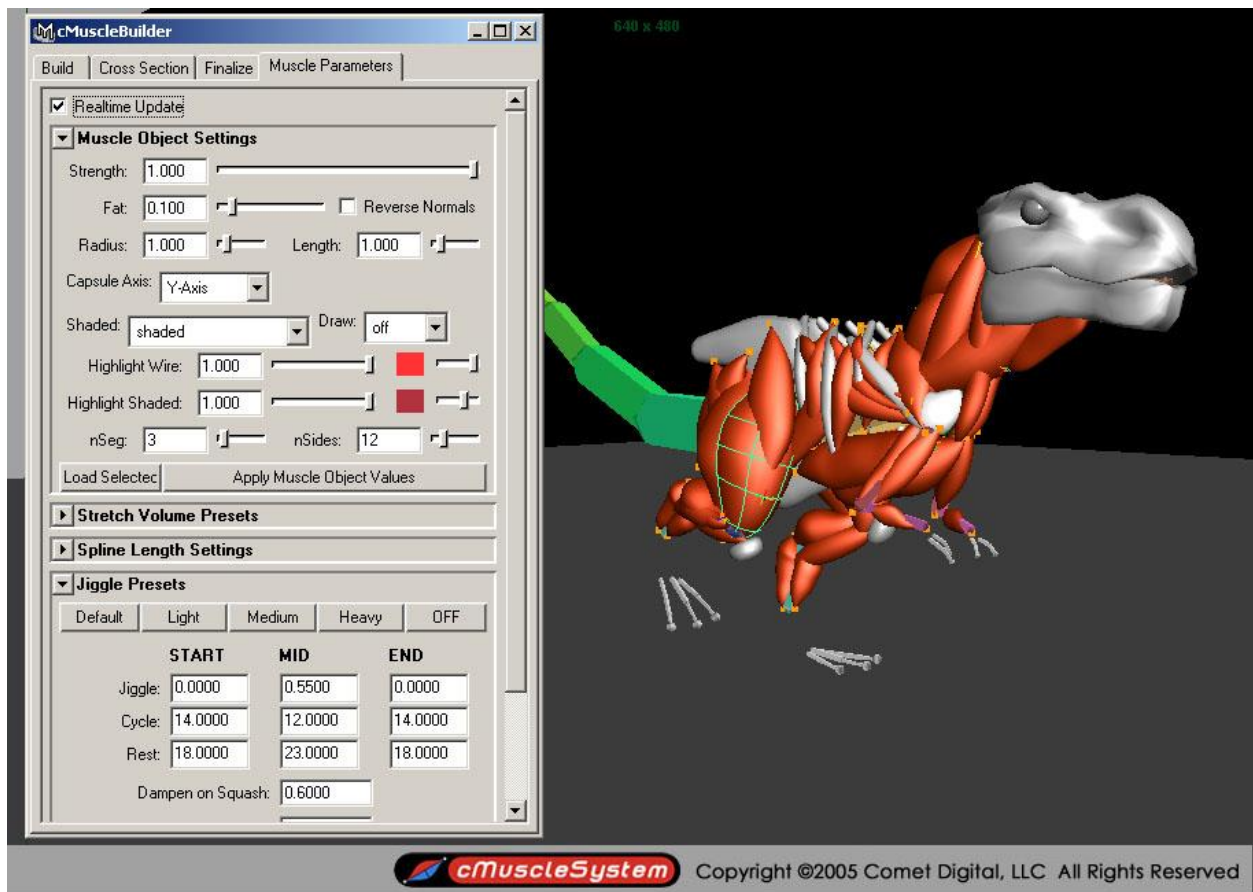 cMuscleBuilder
640 x 480
Build Cross Section Finalize Muscle Parameters
Realtime Update
Muscle Object Settings
Strength: 1.000
Fat: 0.100 Reverse Normals
Radius: 1.000 Length: 1.000
Capsule Axis: Y-Axis
Shaded: shaded Draw: off
Highlight Wire: 1.000
Highlight Shaded: 1.000
nSeg: 3 nSides: 12
Load Selected Apply Muscle Object Values
Stretch Volume Presets
Spline Length Settings
Jiggle Presets
Default Light Medium Heavy OFF
START MID END
Jiggle: 0.0000 0.5500 0.0000
Cycle: 14.0000 12.0000 14.0000
Rest: 18.0000 23.0000 18.0000
Dampen on Squash: 0.6000
cMuscleSystem Copyright ©2005 Comet Digital, LLC All Rights Reserved